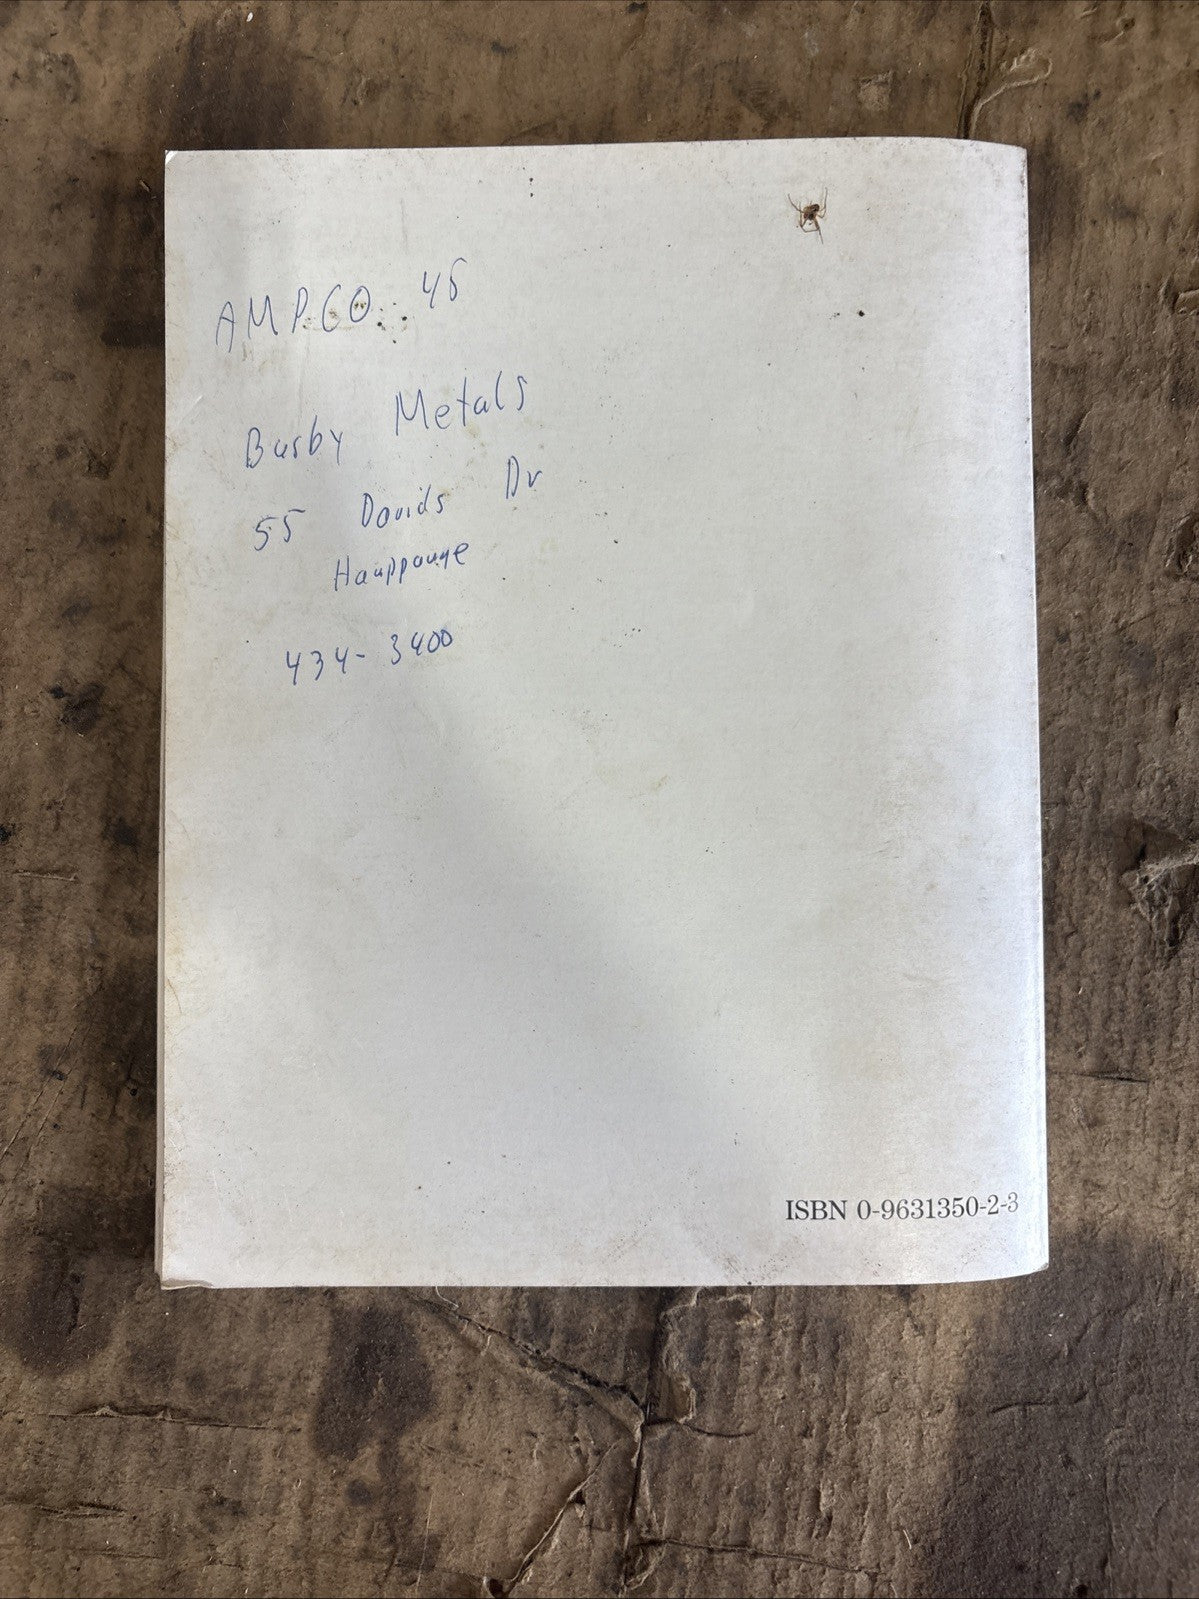 AMPCO 45
Busby Metals
55 Davids Dr
Hauppauge
434-3400
ISBN 0-9631350-2-3